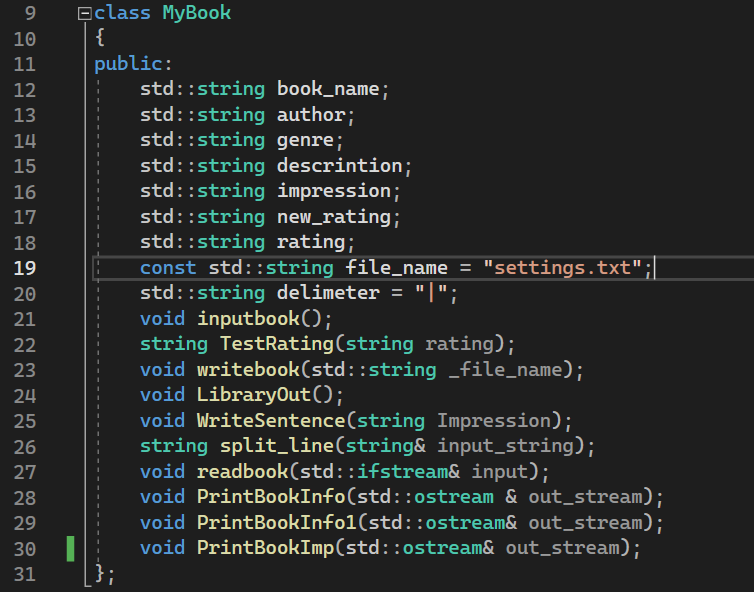 9 class MyBook
10 {
11 public:
12 std::string book_name;
13 std::string author;
14 std::string genre;
15 std::string descrintion;
16 std::string impression;
17 std::string new_rating;
18 std::string rating;
19 const std::string file_name = "settings.txt";
20 std::string delimeter = "|";
21 void inputbook();
22 string TestRating(string rating);
23 void writebook(std::string _file_name);
24 void LibraryOut();
25 void WriteSentence(string Impression);
26 string split_line(string& input_string);
27 void readbook(std::ifstream& input);
28 void PrintBookInfo(std::ostream & out_stream);
29 void PrintBookInfo1(std::ostream& out_stream);
30 void PrintBookImp(std::ostream& out_stream);
31 };